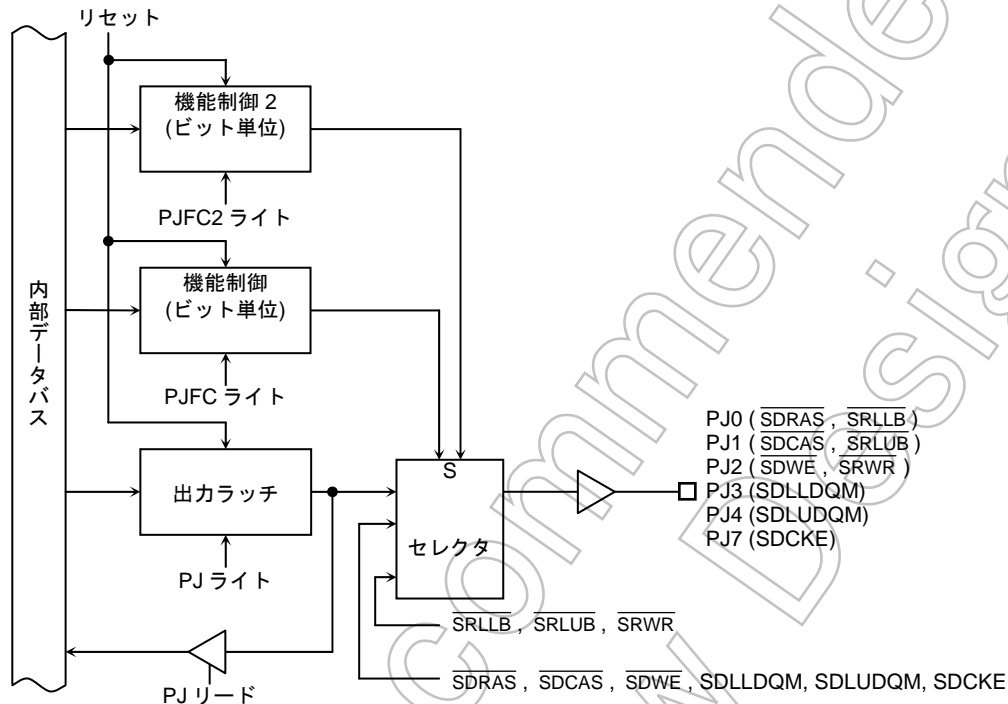 リセット
機能制御 2
(ビット単位)
PJFC2 ライト
機能制御
(ビット単位)
PJFC ライト
内部データバス
出力ラッチ
PJ ライト
PJ リード
S
セレクタ
PJ0 ( SDRAS , SRLLB )
PJ1 ( SDCAS , SRLUB )
PJ2 ( SDWE , SRWR )
PJ3 (SDLLDQM)
PJ4 (SDLUDQM)
PJ7 (SDCKE)
SRLLB , SRLUB , SRWR
SDRAS , SDCAS , SDWE , SDLLDQM, SDLUDQM, SDCKE
commende
w Desig